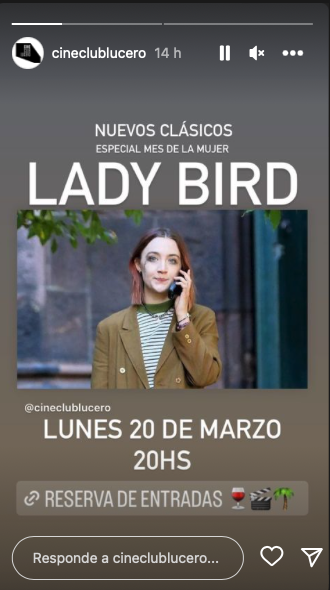 cineclublucero 14 h
NUEVOS CLÁSICOS
ESPECIAL MES DE LA MUJER
LADY BIRD
@cineclublucero
LUNES 20 DE MARZO
20HS
RESERVA DE ENTRADAS 🍷🎬🌴
Responde a cineclublucero...